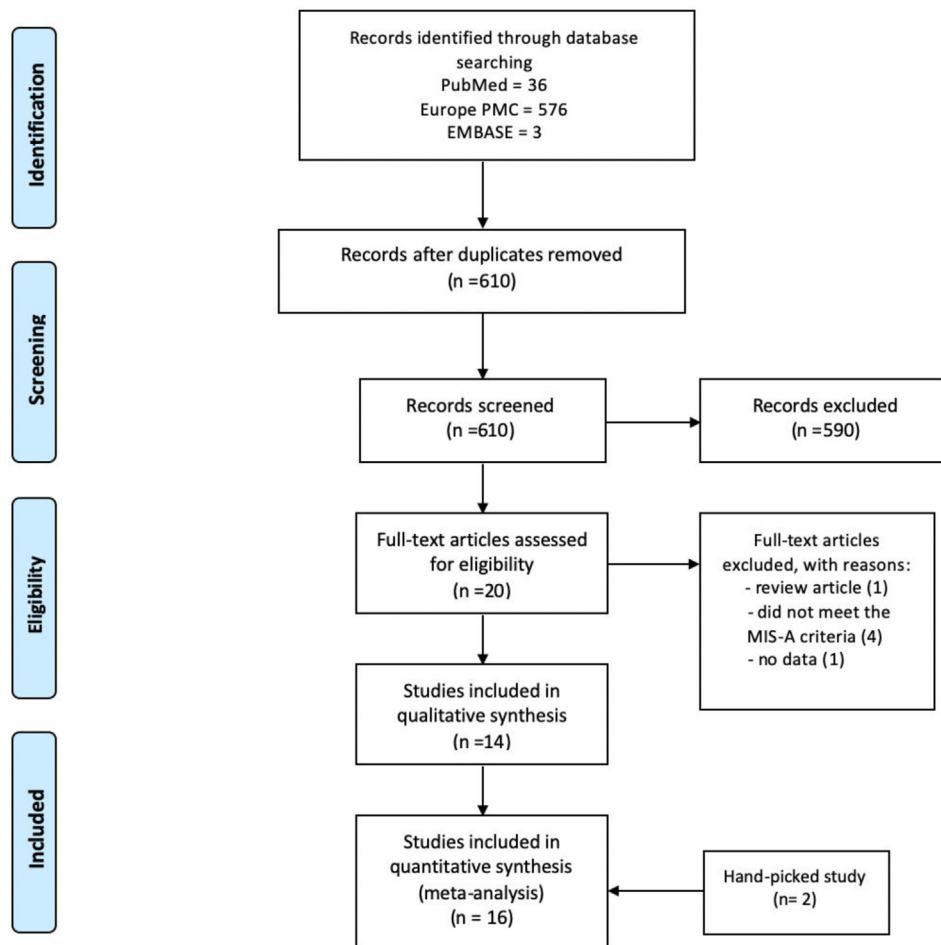 Identification
Records identified through database
searching
PubMed = 36
Europe PMC = 576
EMBASE = 3
Records after duplicates removed
(n =610)
Screening
Records screened
(n =610)
Records excluded
(n =590)
Eligibility
Full-text articles assessed
for eligibility
(n =20)
Full-text articles
excluded, with reasons:
- review article (1)
- did not meet the
MIS-A criteria (4)
- no data (1)
Studies included in
qualitative synthesis
(n =14)
Included
Studies included in
quantitative synthesis
(meta-analysis)
(n = 16)
Hand-picked study
(n= 2)